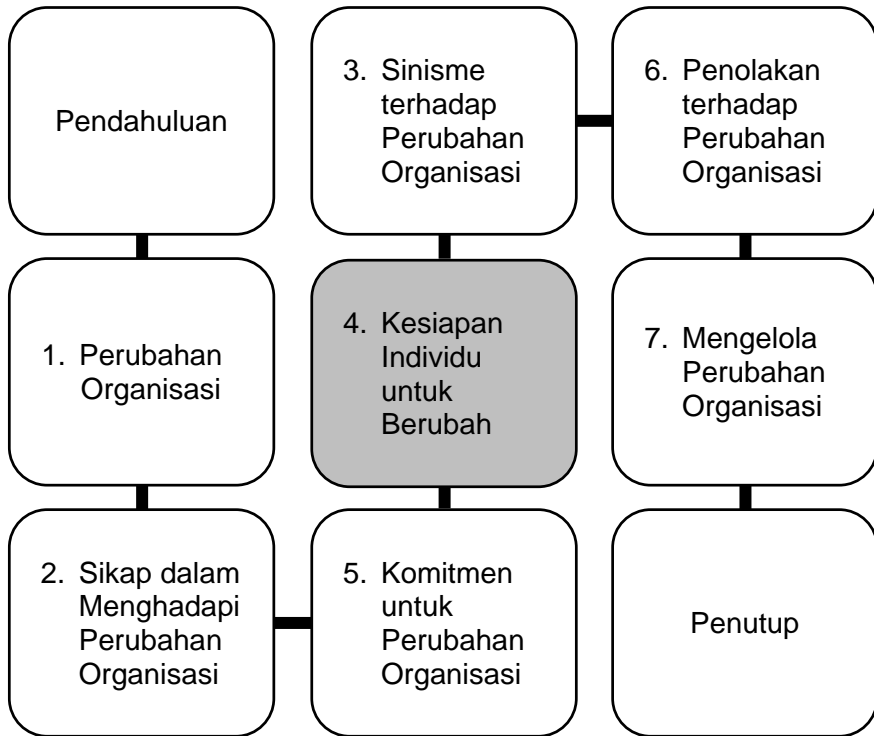 Pendahuluan
1. Perubahan
Organisasi
2. Sikap dalam
Menghadapi
Perubahan
Organisasi
3. Sinisme
terhadap
Perubahan
Organisasi
4. Kesiapan
Individu
untuk
Berubah
5. Komitmen
untuk
Perubahan
Organisasi
6. Penolakan
terhadap
Perubahan
Organisasi
7. Mengelola
Perubahan
Organisasi
Penutup